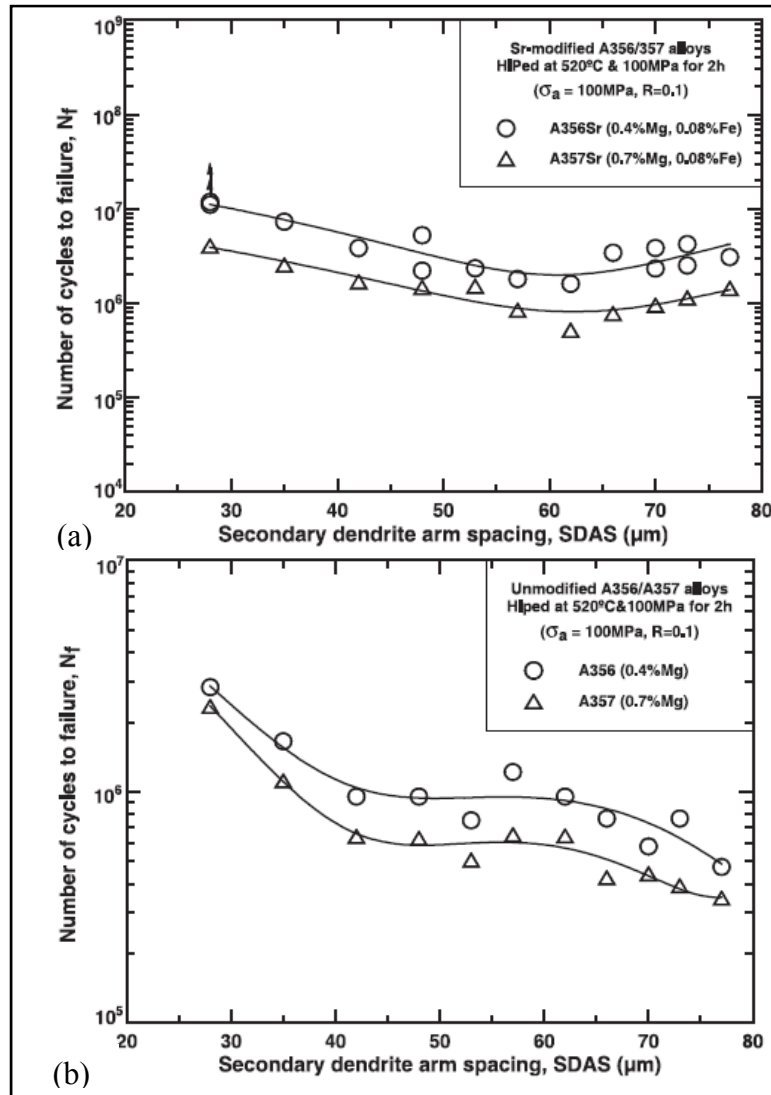 10⁹
10⁸
10⁷
10⁶
10⁵
10⁴
Number of cycles to failure, Nf
Sr-modified A356/357 alloys
HIPed at 520ºC & 100MPa for 2h
(σa = 100MPa, R=0.1)
A356Sr (0.4%Mg, 0.08%Fe)
A357Sr (0.7%Mg, 0.08%Fe)
20 30 40 50 60 70 80
(a) Secondary dendrite arm spacing, SDAS (µm)
10⁷
10⁶
10⁵
Number of cycles to failure, Nf
Unmodified A356/A357 alloys
HIped at 520ºC&100MPa for 2h
(σa = 100MPa, R=0.1)
A356 (0.4%Mg)
A357 (0.7%Mg)
20 30 40 50 60 70 80
Secondary dendrite arm spacing, SDAS (µm)
(b)